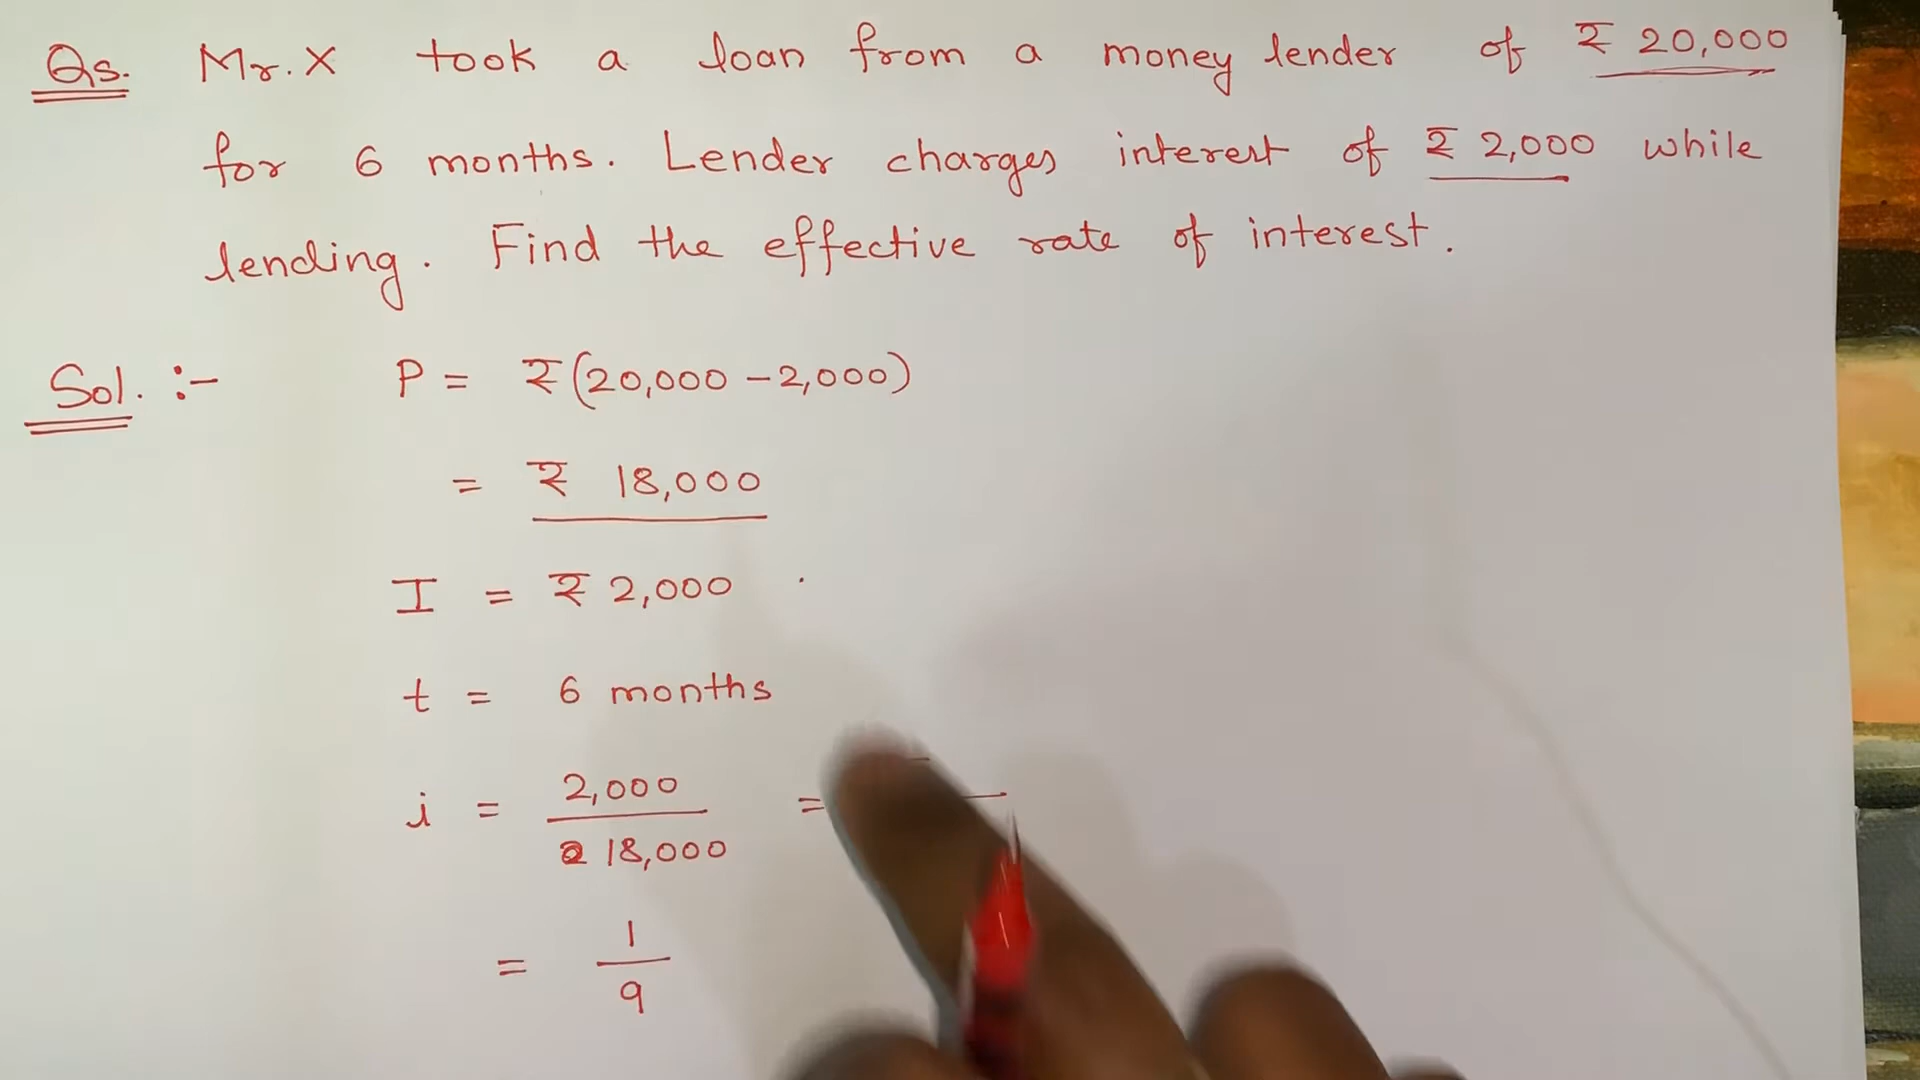 Qs. Mr. X took a loan from a money lender of ₹ 20,000
for 6 months. Lender charges interest of ₹ 2,000 while
lending. Find the effective rate of interest.
Sol. :- P = ₹ (20,000 - 2,000)
= ₹ 18,000
I = ₹ 2,000
t = 6 months
i = 2,000 / 18,000 =
= 1 / 9